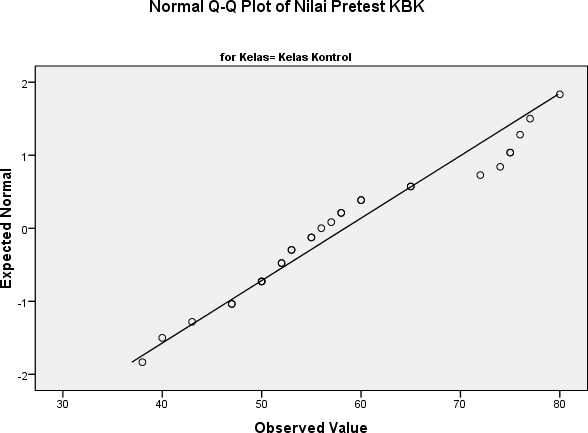 Normal Q-Q Plot of Nilai Pretest KBK
for Kelas= Kelas Kontrol
Expected Normal
2
1
0
-1
-2
30 40 50 60 70 80
Observed Value